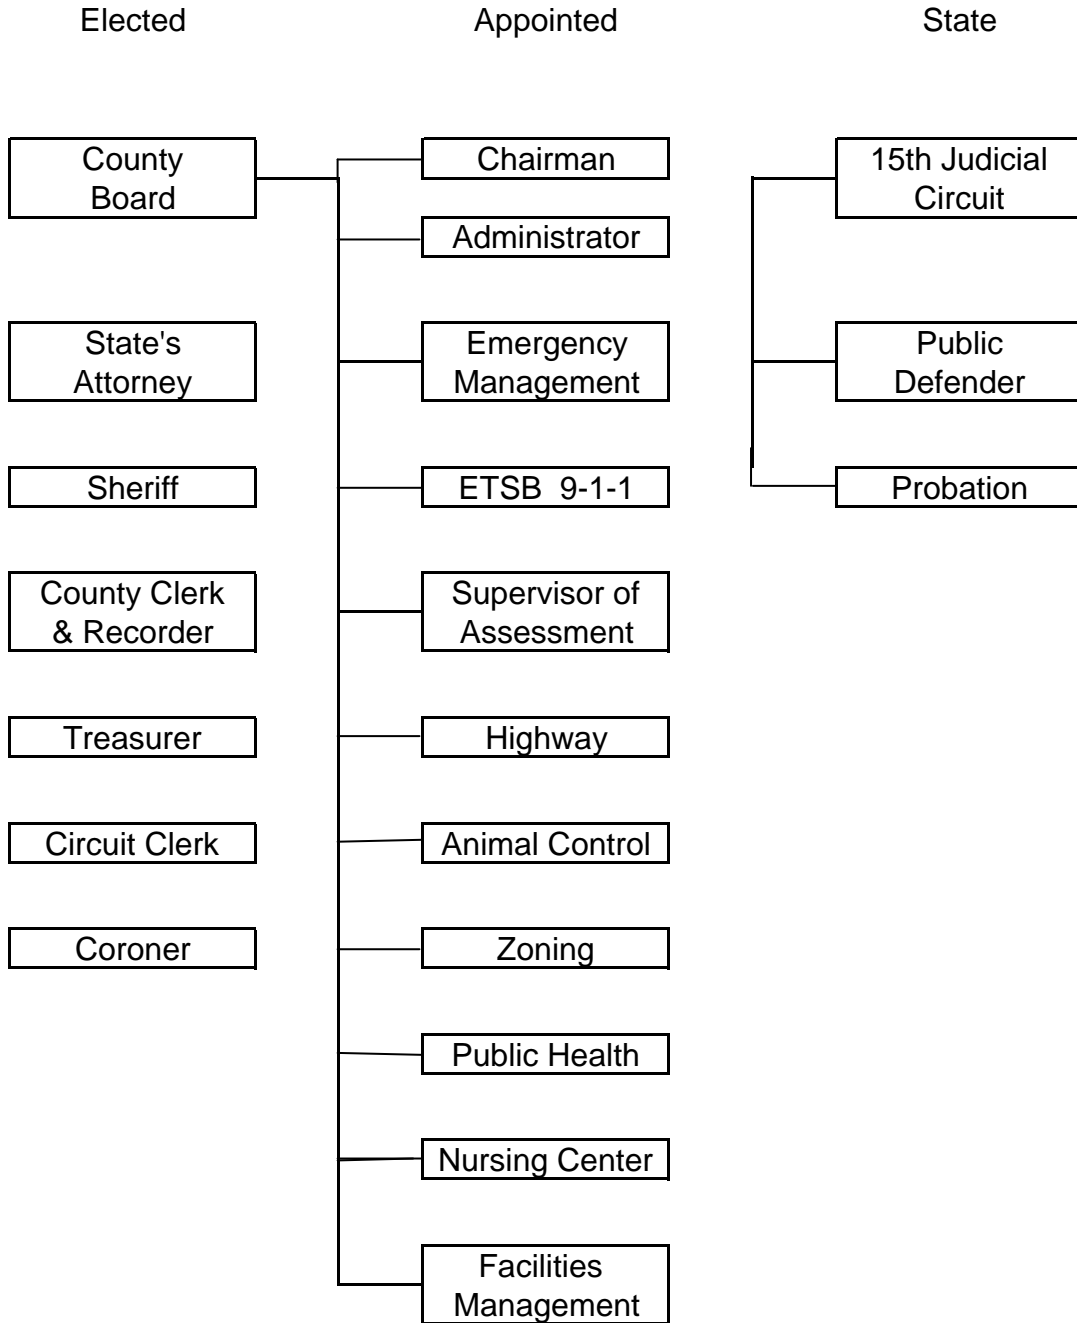 Elected
Appointed
State
County
Board
Chairman
15th Judicial
Circuit
Administrator
State's
Attorney
Emergency
Management
Public
Defender
Sheriff
ETSB 9-1-1
Probation
County Clerk
& Recorder
Supervisor of
Assessment
Treasurer
Highway
Circuit Clerk
Animal Control
Coroner
Zoning
Public Health
Nursing Center
Facilities
Management